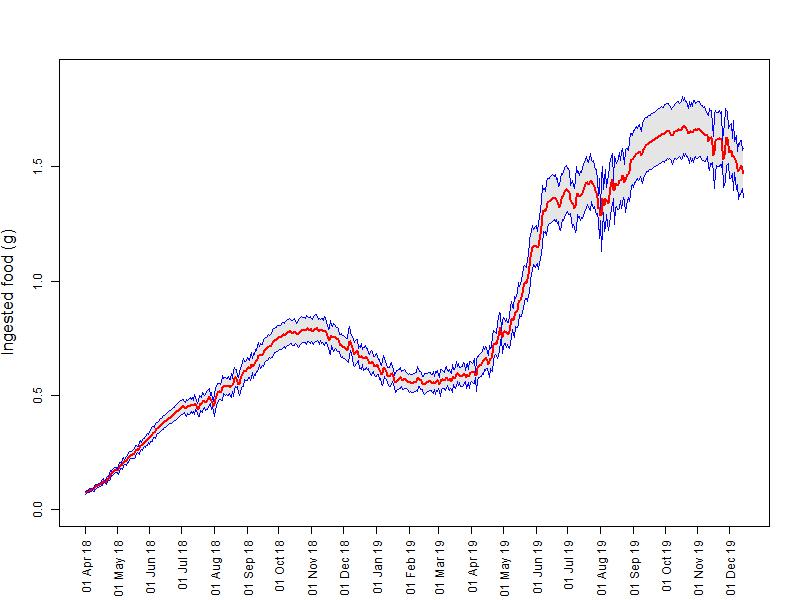 Ingested food (g)
1.5
1.0
0.5
0.0
01 Apr 18
01 May 18
01 Jun 18
01 Jul 18
01 Aug 18
01 Sep 18
01 Oct 18
01 Nov 18
01 Dec 18
01 Jan 19
01 Feb 19
01 Mar 19
01 Apr 19
01 May 19
01 Jun 19
01 Jul 19
01 Aug 19
01 Sep 19
01 Oct 19
01 Nov 19
01 Dec 19